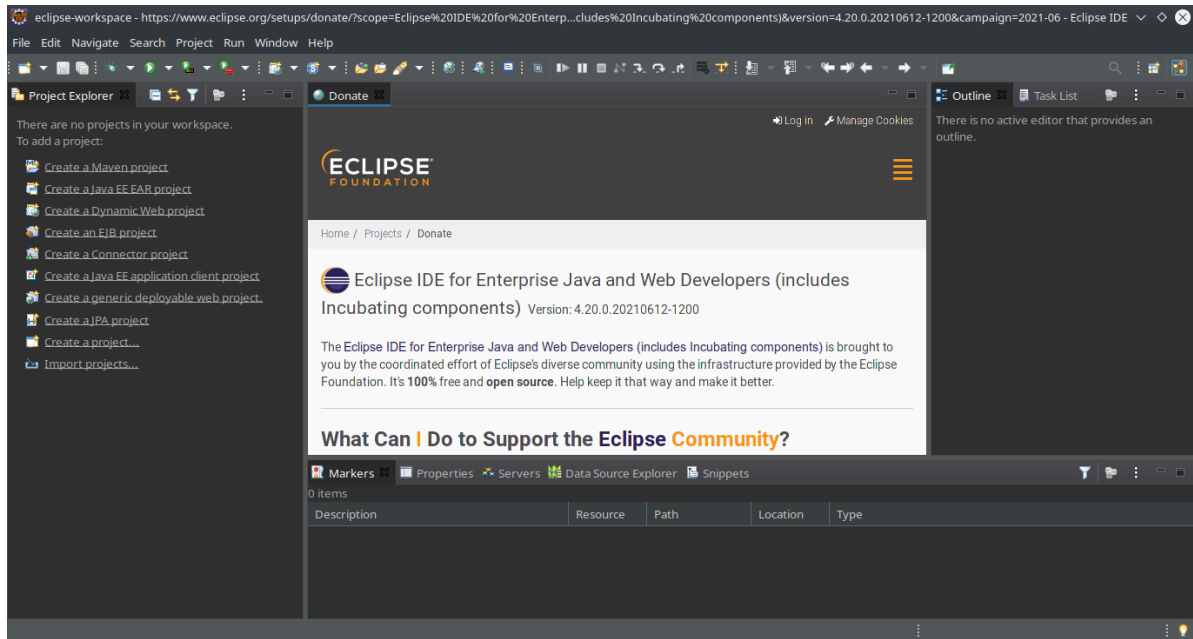 eclipse-workspace - https://www.eclipse.org/setups/donate/?scope=Eclipse%20IDE%20for%20Enterp...cludes%20Incubating%20components)&version=4.20.0.20210612-1200&campaign=2021-06 - Eclipse IDE
File Edit Navigate Search Project Run Window Help
Project Explorer
There are no projects in your workspace.
To add a project:
Create a Maven project
Create a Java EE EAR project
Create a Dynamic Web project
Create an EJB project
Create a Connector project
Create a Java EE application client project
Create a generic deployable web project.
Create a JPA project
Create a project...
Import projects...
Donate
Log in Manage Cookies
ECLIPSE
FOUNDATION
Home / Projects / Donate
Eclipse IDE for Enterprise Java and Web Developers (includes
Incubating components) Version: 4.20.0.20210612-1200
The Eclipse IDE for Enterprise Java and Web Developers (includes Incubating components) is brought to
you by the coordinated effort of Eclipse's diverse community using the infrastructure provided by the Eclipse
Foundation. It's 100% free and open source. Help keep it that way and make it better.
What Can I Do to Support the Eclipse Community?
Outline Task List
There is no active editor that provides an
outline.
Markers Properties Servers Data Source Explorer Snippets
0 items
Description Resource Path Location Type